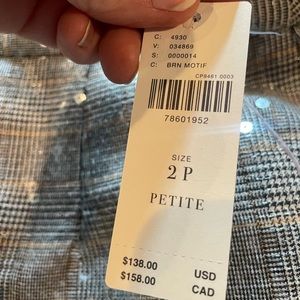 C: 4930
V: 034869
S: 0000014
C: BRN MOTIF
CP8461.0003
78601952
SIZE
2 P
PETITE
$138.00 USD
$158.00 CAD